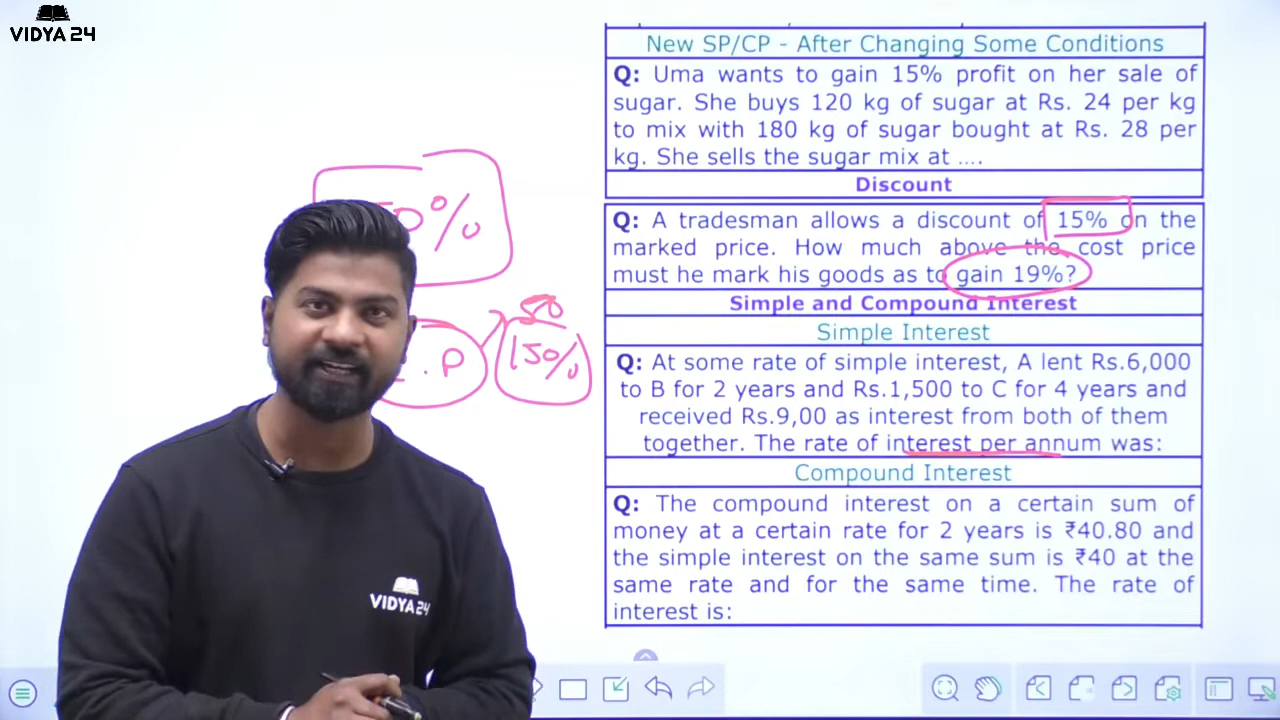 VIDYA 24
New SP/CP - After Changing Some Conditions
Q: Uma wants to gain 15% profit on her sale of
sugar. She buys 120 kg of sugar at Rs. 24 per kg
to mix with 180 kg of sugar bought at Rs. 28 per
kg. She sells the sugar mix at ....
Discount
Q: A tradesman allows a discount of 15% on the
marked price. How much above the cost price
must he mark his goods as to gain 19%?
Simple and Compound Interest
Simple Interest
Q: At some rate of simple interest, A lent Rs.6,000
to B for 2 years and Rs.1,500 to C for 4 years and
received Rs.9,00 as interest from both of them
together. The rate of interest per annum was:
Compound Interest
Q: The compound interest on a certain sum of
money at a certain rate for 2 years is ₹40.80 and
the simple interest on the same sum is ₹40 at the
same rate and for the same time. The rate of
interest is:
50
150%
VIDYA 24